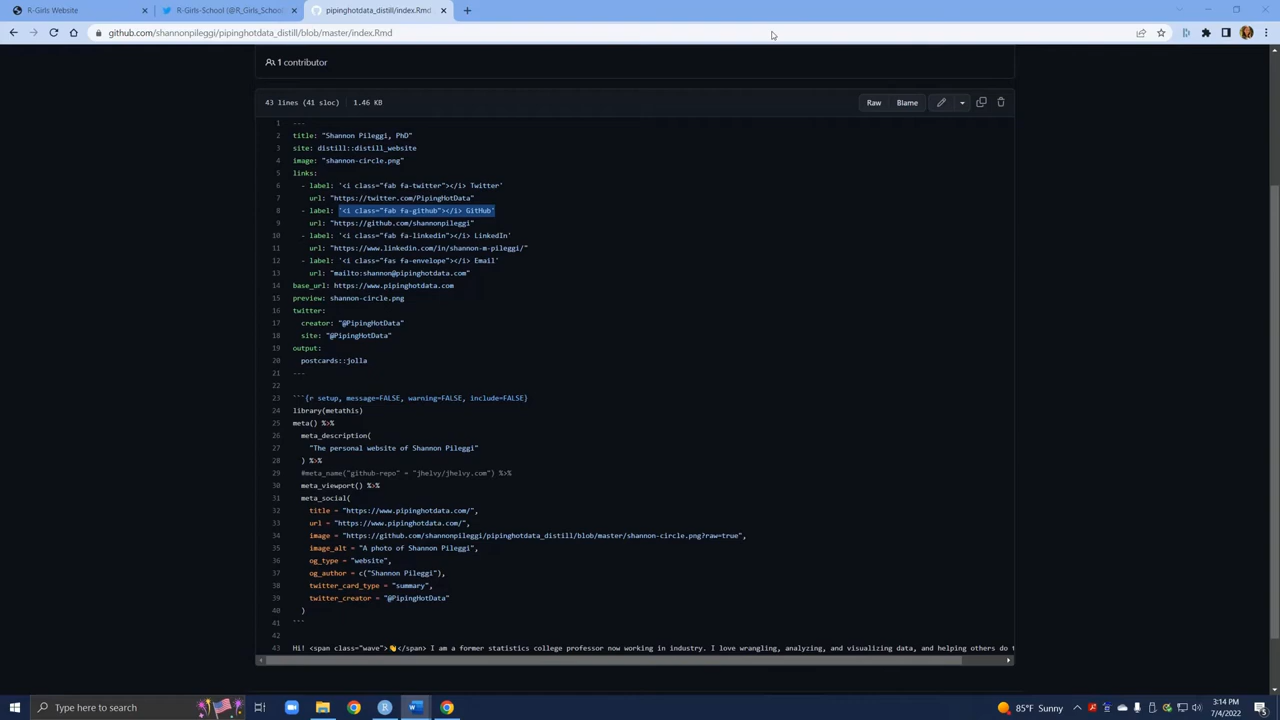 R-Girls Website
R-Girls-School (@R_Girls_School)
pipinghotdata_distill/index.Rmd
github.com/shannonpileggi/pipinghotdata_distill/blob/master/index.Rmd
1 contributor
43 lines (41 sloc) 1.46 KB
Raw Blame
1 ---
2 title: "Shannon Pileggi, PhD"
3 site: distill::distill_website
4 image: "shannon-circle.png"
5 links:
6 - label: '<i class="fab fa-twitter"></i> Twitter'
7 url: "https://twitter.com/PipingHotData"
8 - label: '<i class="fab fa-github"></i> GitHub'
9 url: "https://github.com/shannonpileggi"
10 - label: '<i class="fab fa-linkedin"></i> LinkedIn'
11 url: "https://www.linkedin.com/in/shannon-m-pileggi/"
12 - label: '<i class="fas fa-envelope"></i> Email'
13 url: "mailto:shannon@pipinghotdata.com"
14 base_url: https://www.pipinghotdata.com
15 preview: shannon-circle.png
16 twitter:
17 creator: "@PipingHotData"
18 site: "@PipingHotData"
19 output:
20 postcards::jolla
21 ---
22
23 ```{r setup, message=FALSE, warning=FALSE, include=FALSE}
24 library(metathis)
25 meta() %>%
26 meta_description(
27 "The personal website of Shannon Pileggi"
28 ) %>%
29 #meta_name("github-repo" = "jhelvy/jhelvy.com") %>%
30 meta_viewport() %>%
31 meta_social(
32 title = "https://www.pipinghotdata.com/",
33 url = "https://www.pipinghotdata.com/",
34 image = "https://github.com/shannonpileggi/pipinghotdata_distill/blob/master/shannon-circle.png?raw=true",
35 image_alt = "A photo of Shannon Pileggi",
36 og_type = "website",
37 og_author = c("Shannon Pileggi"),
38 twitter_card_type = "summary",
39 twitter_creator = "@PipingHotData"
40 )
41 ```
42
43 Hi! <span class="wave">👋</span> I am a former statistics college professor now working in industry. I love wrangling, analyzing, and visualizing data, and helping others do t
Type here to search
85°F Sunny
3:14 PM
7/4/2022